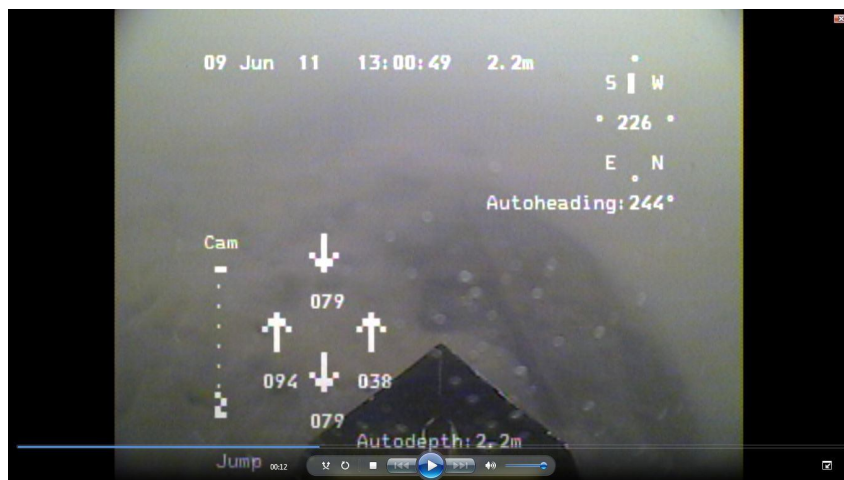 09 Jun 11 13:00:49 2.2m
S W
226
E N
Autoheading:244°
Cam
079
094 038
079
Autodepth:2.2m
Jump 00:12